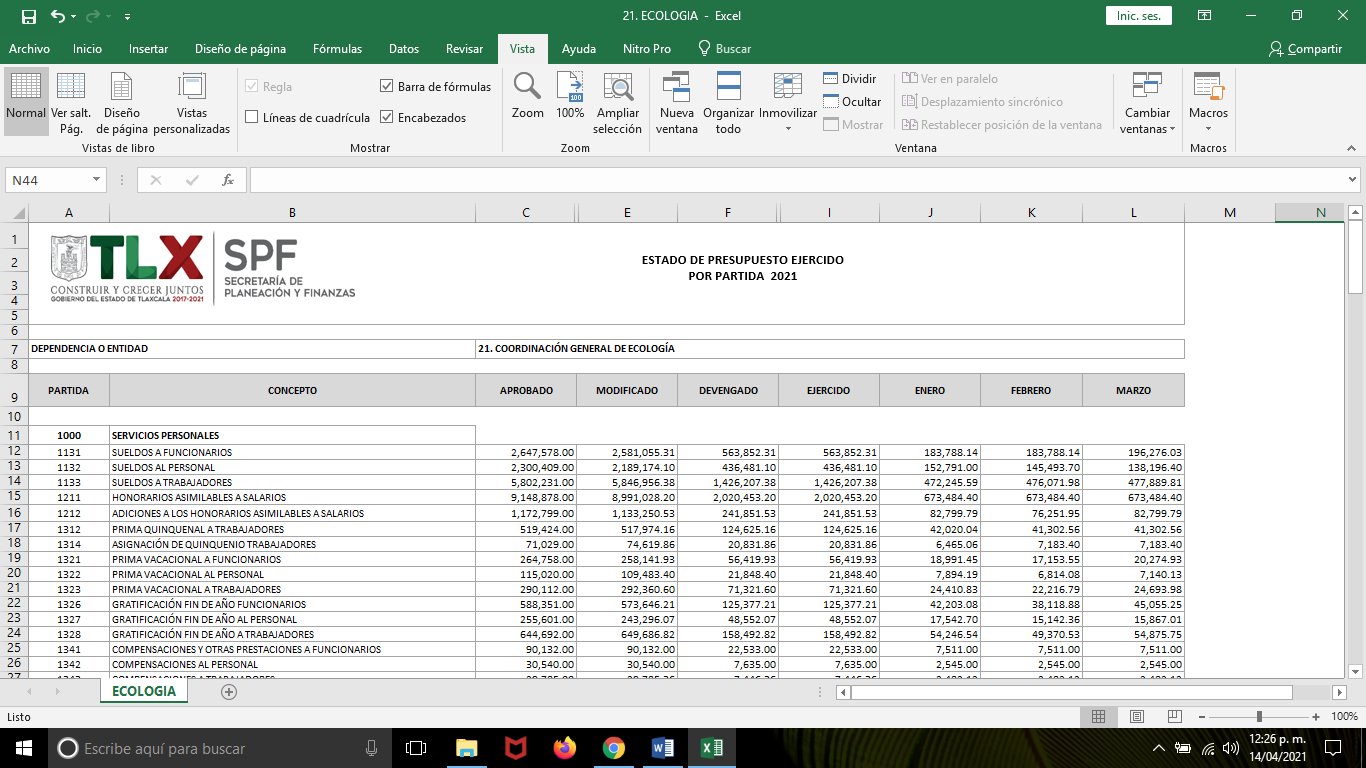 21. ECOLOGIA - Excel
Inic. ses.
Archivo Inicio Insertar Diseño de página Fórmulas Datos Revisar Vista Ayuda Nitro Pro Buscar Compartir
Normal Ver salt. Pág. Diseño de página Vistas personalizadas
Vistas de libro
Regla Barra de fórmulas
Líneas de cuadrícula Encabezados
Mostrar
Zoom 100% Ampliar selección
Zoom
Nueva ventana Organizar todo Inmovilizar
Dividir
Ocultar
Mostrar
Ver en paralelo
Desplazamiento sincrónico
Restablecer posición de la ventana
Cambiar ventanas
Ventana
Macros
Macros
N44 fx
A B C E F I J K L M N
1 2 3 4 5 6 7 8 9 10 11 12 13 14 15 16 17 18 19 20 21 22 23 24 25 26 27
TLX
CONSTRUIR Y CRECER JUNTOS
GOBIERNO DEL ESTADO DE TLAXCALA 2017-2021
SPF
SECRETARÍA DE
PLANEACIÓN Y FINANZAS
ESTADO DE PRESUPUESTO EJERCIDO
POR PARTIDA 2021
DEPENDENCIA O ENTIDAD 21. COORDINACIÓN GENERAL DE ECOLOGÍA
PARTIDA CONCEPTO APROBADO MODIFICADO DEVENGADO EJERCIDO ENERO FEBRERO MARZO
1000 SERVICIOS PERSONALES
1131 SUELDOS A FUNCIONARIOS 2,647,578.00 2,581,055.31 563,852.31 563,852.31 183,788.14 183,788.14 196,276.03
1132 SUELDOS AL PERSONAL 2,300,409.00 2,189,174.10 436,481.10 436,481.10 152,791.00 145,493.70 138,196.40
1133 SUELDOS A TRABAJADORES 5,802,231.00 5,846,956.38 1,426,207.38 1,426,207.38 472,245.59 476,071.98 477,889.81
1211 HONORARIOS ASIMILABLES A SALARIOS 9,148,878.00 8,991,028.20 2,020,453.20 2,020,453.20 673,484.40 673,484.40 673,484.40
1212 ADICIONES A LOS HONORARIOS ASIMILABLES A SALARIOS 1,172,799.00 1,133,250.53 241,851.53 241,851.53 82,799.79 76,251.95 82,799.79
1312 PRIMA QUINQUENAL A TRABAJADORES 519,424.00 517,974.16 124,625.16 124,625.16 42,020.04 41,302.56 41,302.56
1314 ASIGNACIÓN DE QUINQUENIO TRABAJADORES 71,029.00 74,619.86 20,831.86 20,831.86 6,465.06 7,183.40 7,183.40
1321 PRIMA VACACIONAL A FUNCIONARIOS 264,758.00 258,141.93 56,419.93 56,419.93 18,991.45 17,153.55 20,274.93
1322 PRIMA VACACIONAL AL PERSONAL 115,020.00 109,483.40 21,848.40 21,848.40 7,894.19 6,814.08 7,140.13
1323 PRIMA VACACIONAL A TRABAJADORES 290,112.00 292,360.60 71,321.60 71,321.60 24,410.83 22,216.79 24,693.98
1326 GRATIFICACIÓN FIN DE AÑO FUNCIONARIOS 588,351.00 573,646.21 125,377.21 125,377.21 42,203.08 38,118.88 45,055.25
1327 GRATIFICACIÓN FIN DE AÑO AL PERSONAL 255,601.00 243,296.07 48,552.07 48,552.07 17,542.70 15,142.36 15,867.01
1328 GRATIFICACIÓN FIN DE AÑO A TRABAJADORES 644,692.00 649,686.82 158,492.82 158,492.82 54,246.54 49,370.53 54,875.75
1341 COMPENSACIONES Y OTRAS PRESTACIONES A FUNCIONARIOS 90,132.00 90,132.00 22,533.00 22,533.00 7,511.00 7,511.00 7,511.00
1342 COMPENSACIONES AL PERSONAL 30,540.00 30,540.00 7,635.00 7,635.00 2,545.00 2,545.00 2,545.00
ECOLOGIA
Listo 100%
Escribe aquí para buscar
12:26 p. m.
14/04/2021